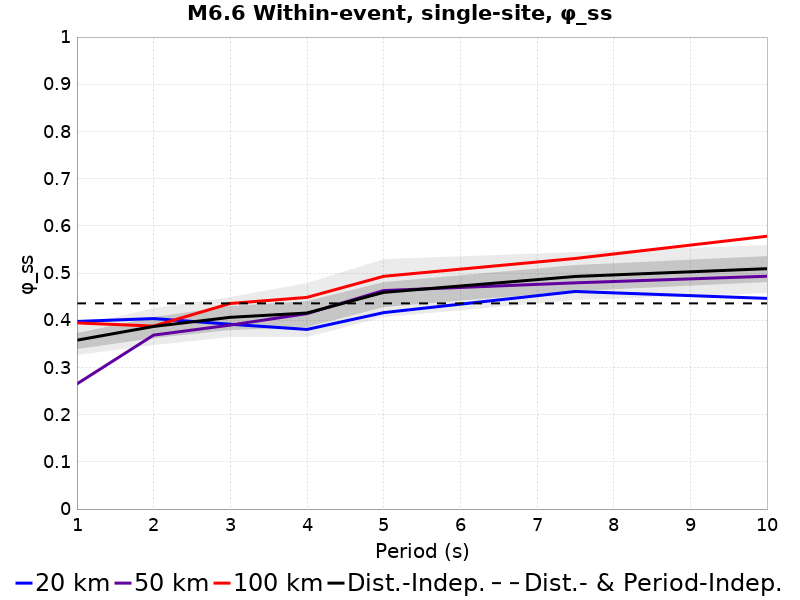 M6.6 Within-event, single-site, φ_ss
1
0.9
0.8
0.7
0.6
0.5
0.4
0.3
0.2
0.1
0
φ_ss
1 2 3 4 5 6 7 8 9 10
Period (s)
20 km 50 km 100 km Dist.-Indep. Dist.- & Period-Indep.